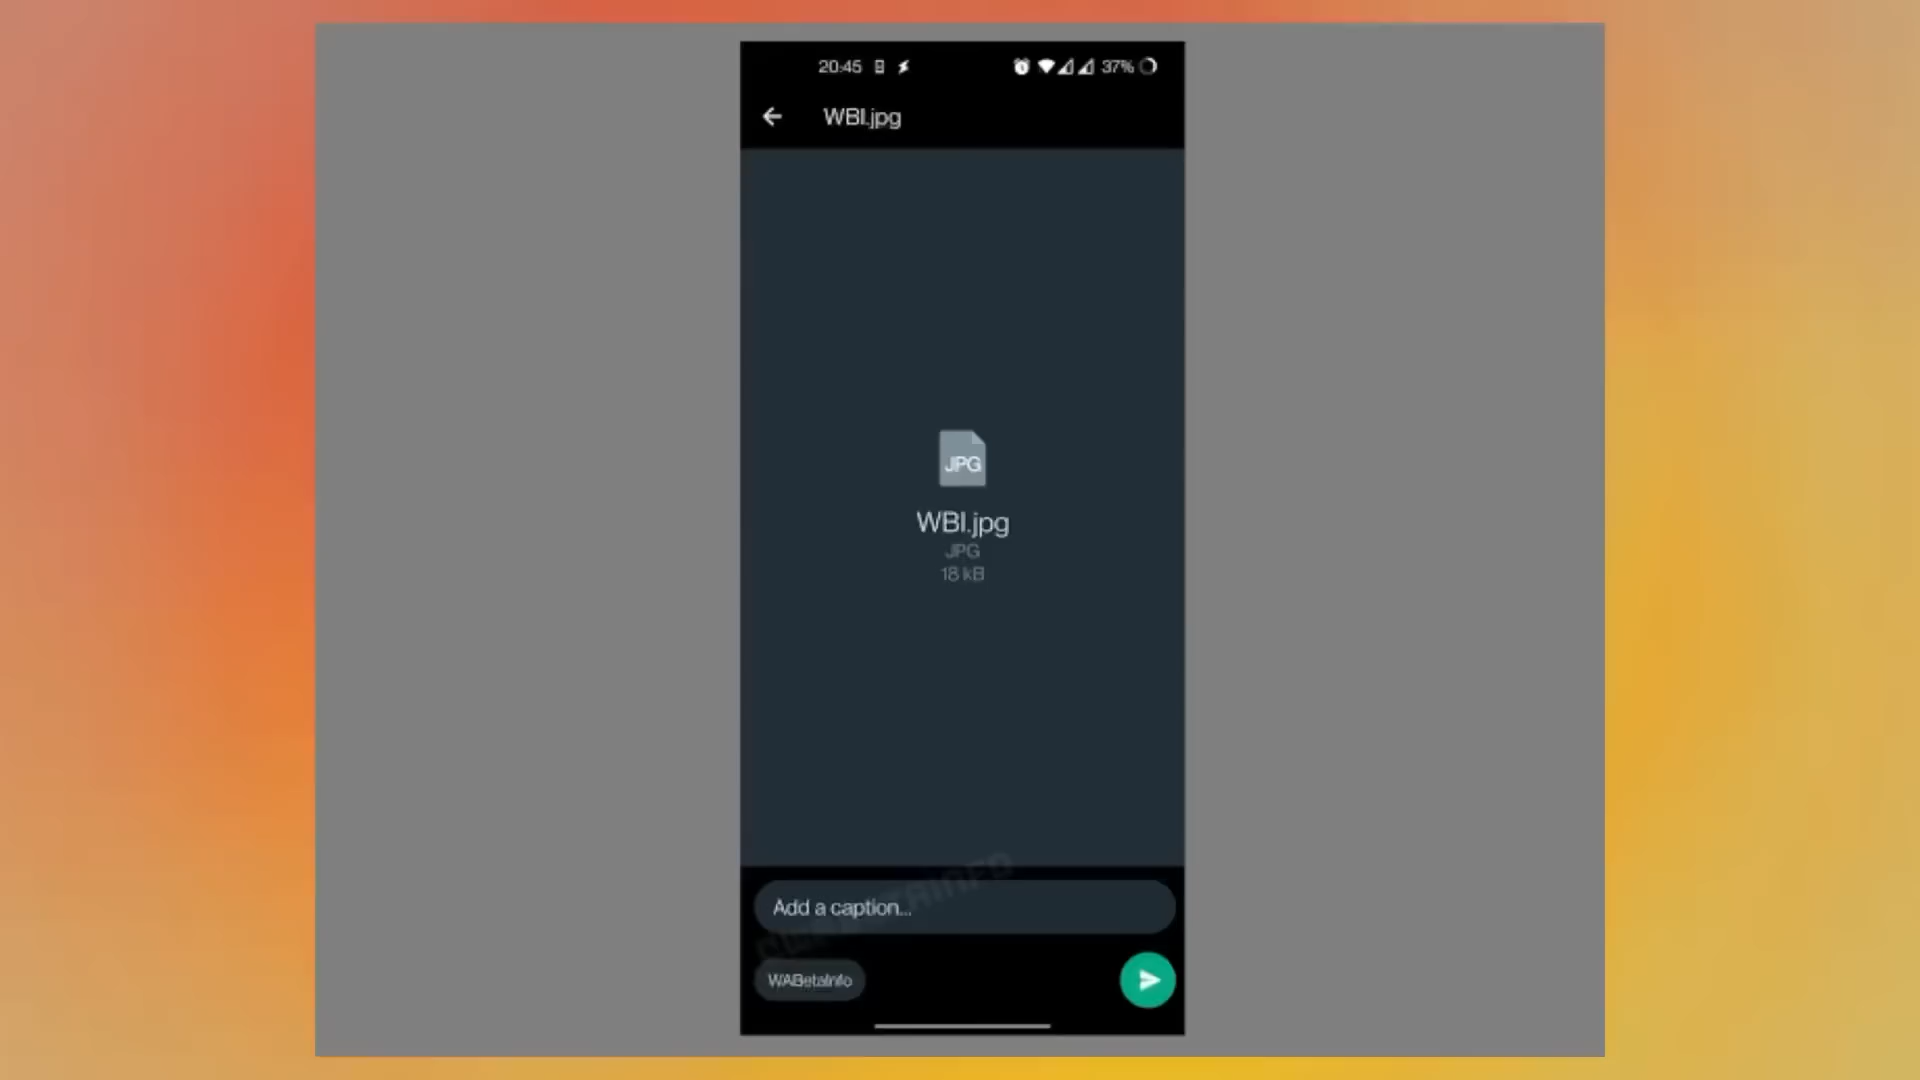 20:45 37%
WBI.jpg
JPG
WBI.jpg
JPG
18 kB
Add a caption...
WABetaInfo